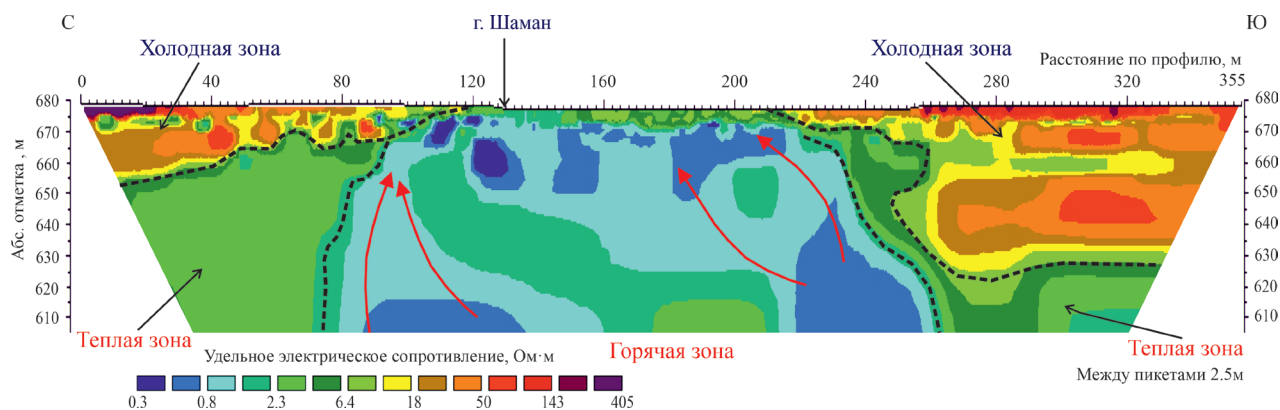 С
г. Шаман
Ю
Холодная зона
Холодная зона
Расстояние по профилю, м
0 40 80 120 160 200 240 280 320 355
Абс. отметка , м
680
670
660
650
640
630
620
610
680
670
660
650
640
630
620
610
Теплая зона
Горячая зона
Теплая зона
Удельное электрическое сопротивление, Ом·м
Между пикетами 2.5м
0.3 0.8 2.3 6.4 18 50 143 405